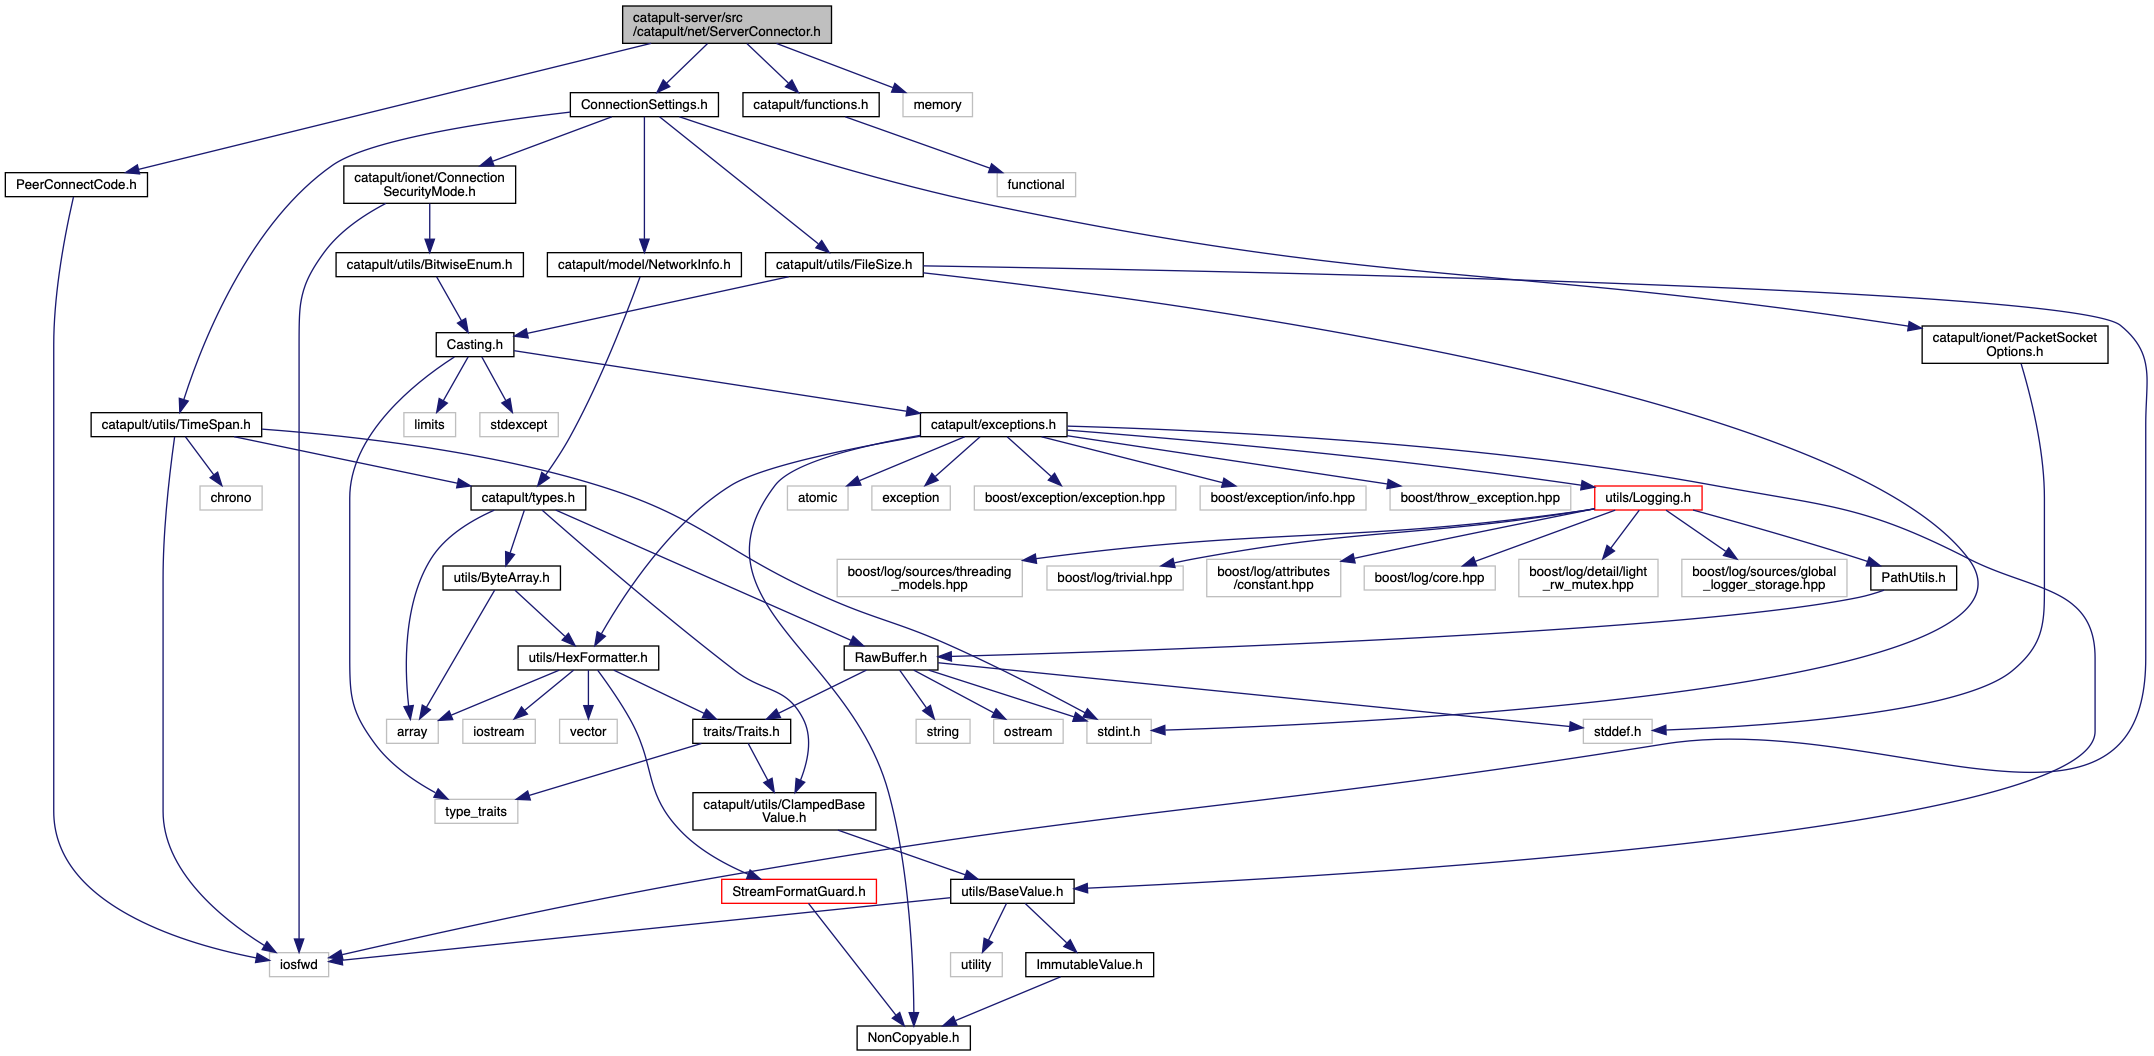 catapult-server/src
/catapult/net/ServerConnector.h
ConnectionSettings.h
catapult/functions.h
memory
PeerConnectCode.h
catapult/ionet/Connection
SecurityMode.h
functional
catapult/utils/BitwiseEnum.h
catapult/model/NetworkInfo.h
catapult/utils/FileSize.h
Casting.h
catapult/ionet/PacketSocket
Options.h
catapult/utils/TimeSpan.h
limits
stdexcept
catapult/exceptions.h
chrono
catapult/types.h
atomic
exception
boost/exception/exception.hpp
boost/exception/info.hpp
boost/throw_exception.hpp
utils/Logging.h
utils/ByteArray.h
boost/log/sources/threading
_models.hpp
boost/log/trivial.hpp
boost/log/attributes
/constant.hpp
boost/log/core.hpp
boost/log/detail/light
_rw_mutex.hpp
boost/log/sources/global
_logger_storage.hpp
PathUtils.h
utils/HexFormatter.h
RawBuffer.h
array
iostream
vector
traits/Traits.h
string
ostream
stdint.h
stddef.h
type_traits
catapult/utils/ClampedBase
Value.h
StreamFormatGuard.h
utils/BaseValue.h
iosfwd
utility
ImmutableValue.h
NonCopyable.h